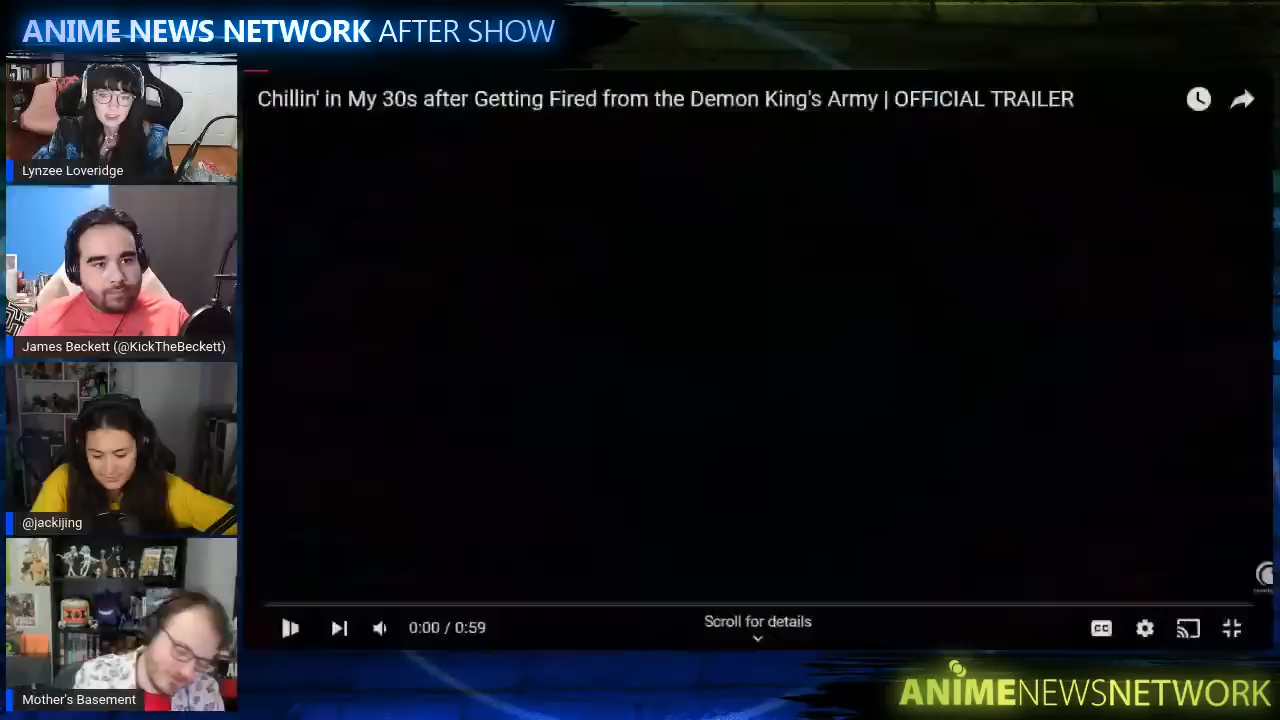 ANIME NEWS NETWORK AFTER SHOW
Chillin' in My 30s after Getting Fired from the Demon King's Army | OFFICIAL TRAILER
Lynzee Loveridge
James Beckett (@KickTheBeckett)
@jackijing
Mother's Basement
0:00 / 0:59
Scroll for details
CC
ANIMENEWSNETWORK